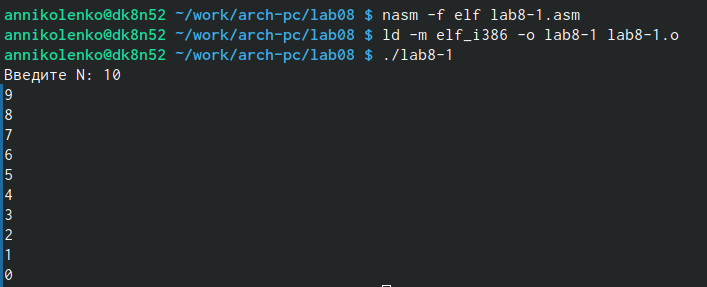 annikolenko@dk8n52 ~/work/arch-pc/lab08 $ nasm -f elf lab8-1.asm
annikolenko@dk8n52 ~/work/arch-pc/lab08 $ ld -m elf_i386 -o lab8-1 lab8-1.o
annikolenko@dk8n52 ~/work/arch-pc/lab08 $ ./lab8-1
Введите N: 10
9
8
7
6
5
4
3
2
1
0